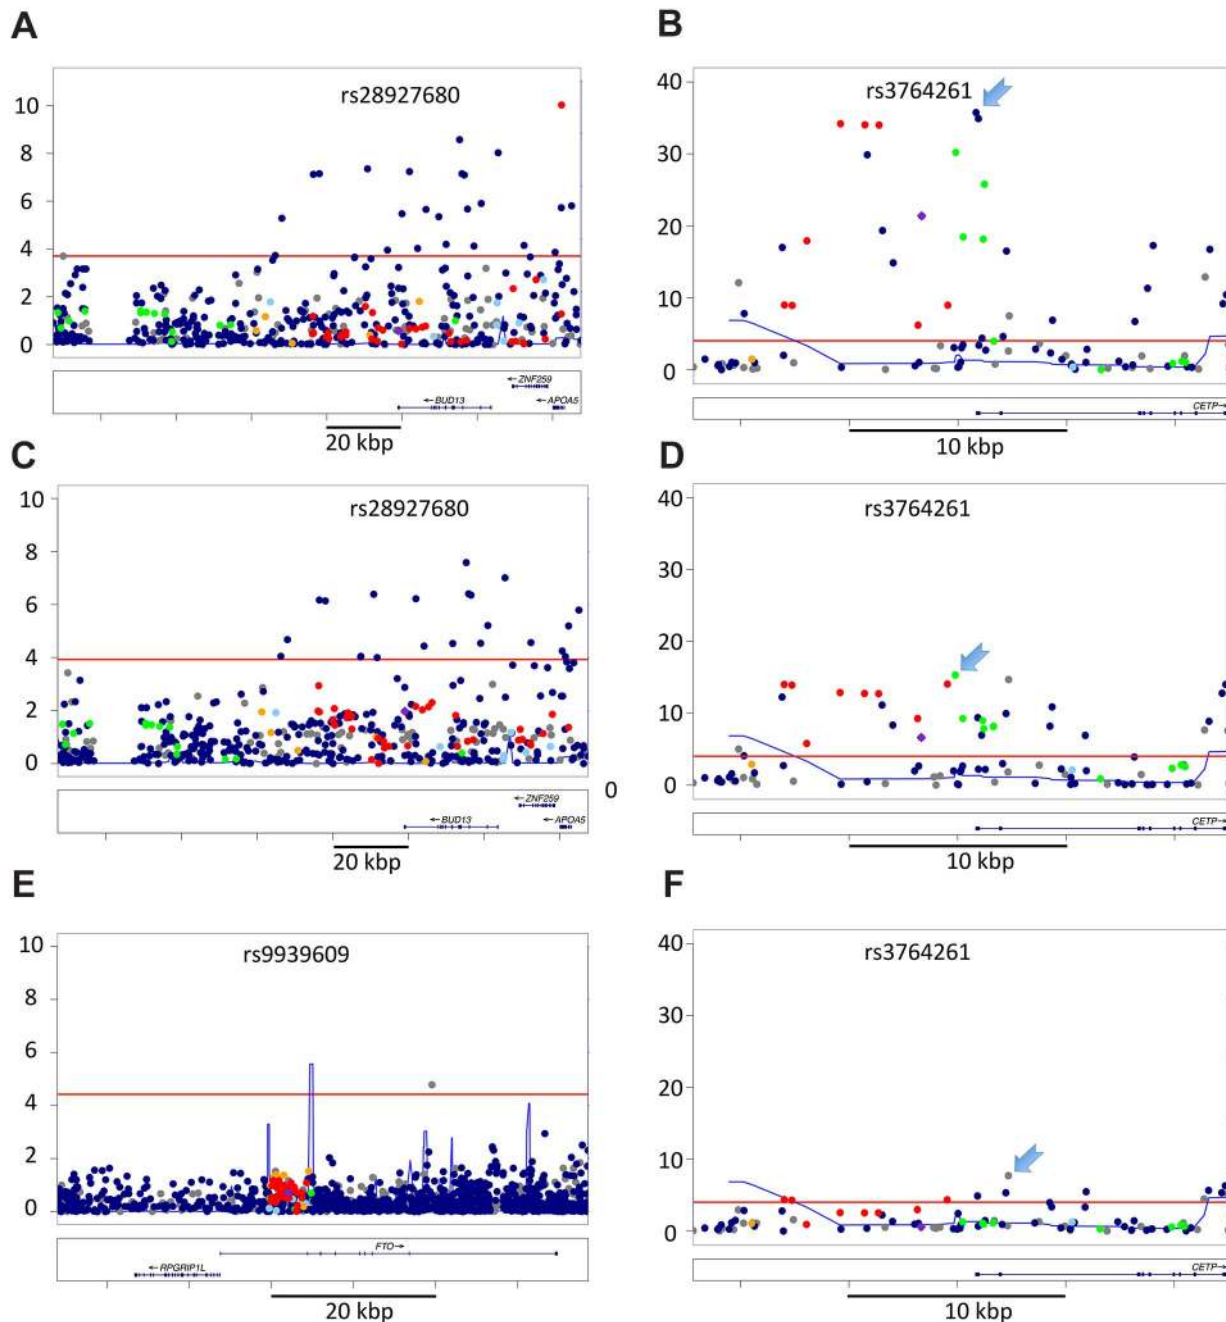 A
rs28927680
10
8
6
4
2
0
←ZNF259
←BUD13 ←APOA5
20 kbp
B
rs3764261
40
30
20
10
0
CETP→
10 kbp
C
rs28927680
10
8
6
4
2
0
←ZNF259
←BUD13 ←APOA5
20 kbp
0
D
rs3764261
40
30
20
10
0
CETP→
10 kbp
E
rs9939609
10
8
6
4
2
0
FTO→
←RPGRIP1L
20 kbp
F
rs3764261
40
30
20
10
0
CETP→
10 kbp